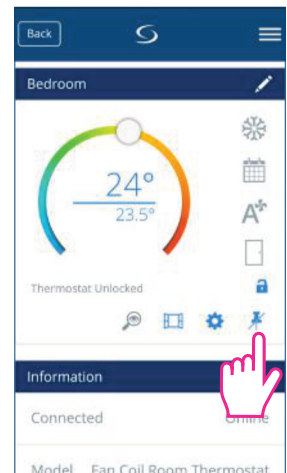 Back
Bedroom
24°
23.5°
A
Thermostat Unlocked
Information
Connected Online
Model Fan Coil Room Thermostat